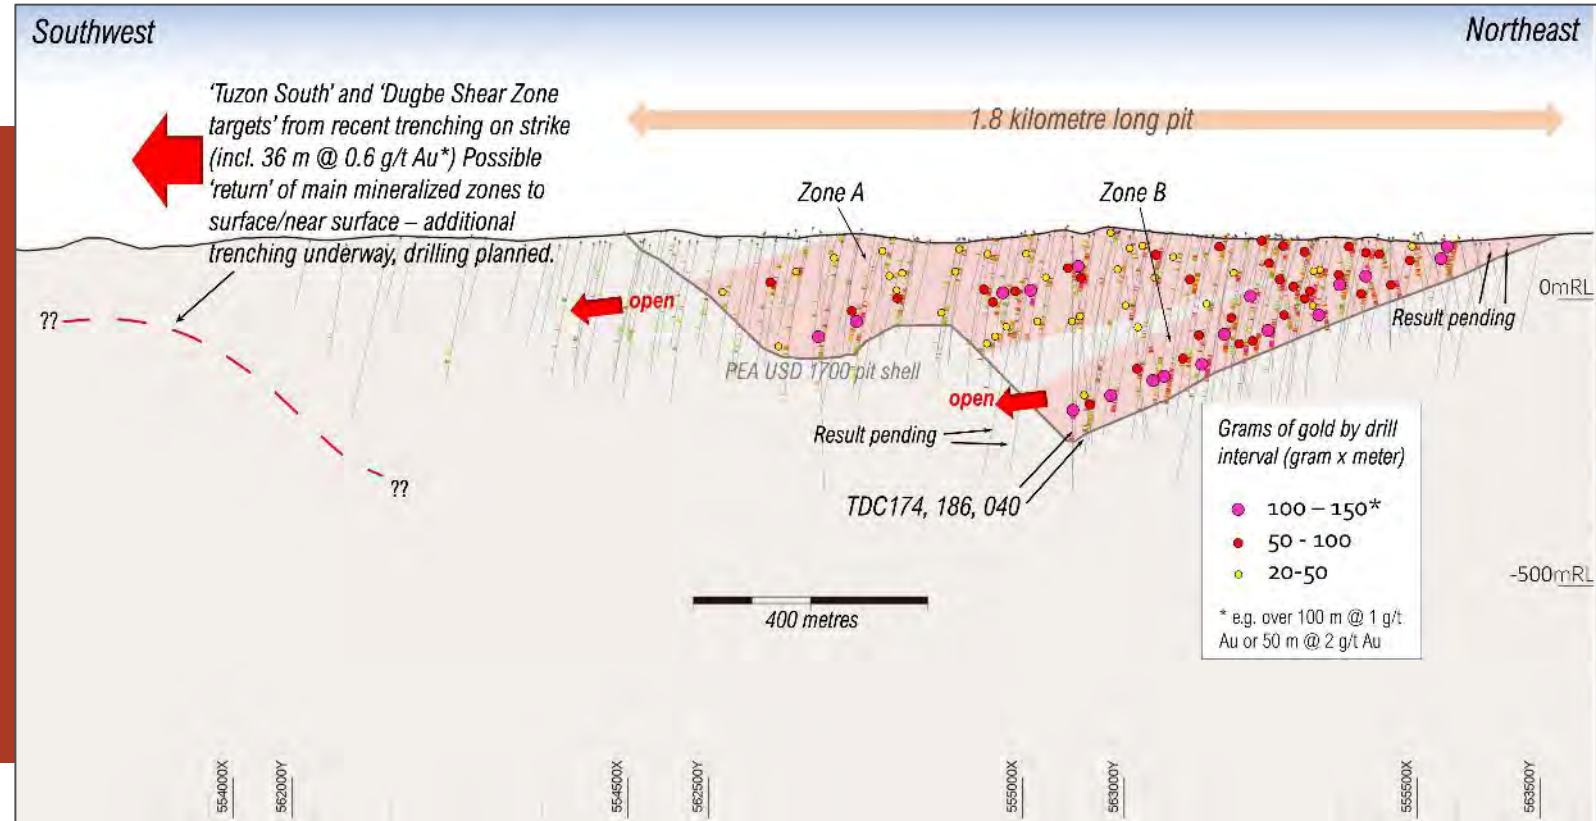 Southwest
Northeast
'Tuzon South' and 'Dugbe Shear Zone
targets' from recent trenching on strike
(incl. 36 m @ 0.6 g/t Au*) Possible
'return' of main mineralized zones to
surface/near surface – additional
trenching underway, drilling planned.
1.8 kilometre long pit
Zone A
Zone B
0mRL
Result pending
open
??
PEA USD 1700 pit shell
open
Result pending
??
TDC174, 186, 040
Grams of gold by drill
interval (gram x meter)
100 – 150*
50 - 100
20-50
* e.g. over 100 m @ 1 g/t
Au or 50 m @ 2 g/t Au
-500mRL
400 metres
554000X
562000Y
554500X
562500Y
555000X
563000Y
555500X
563500Y